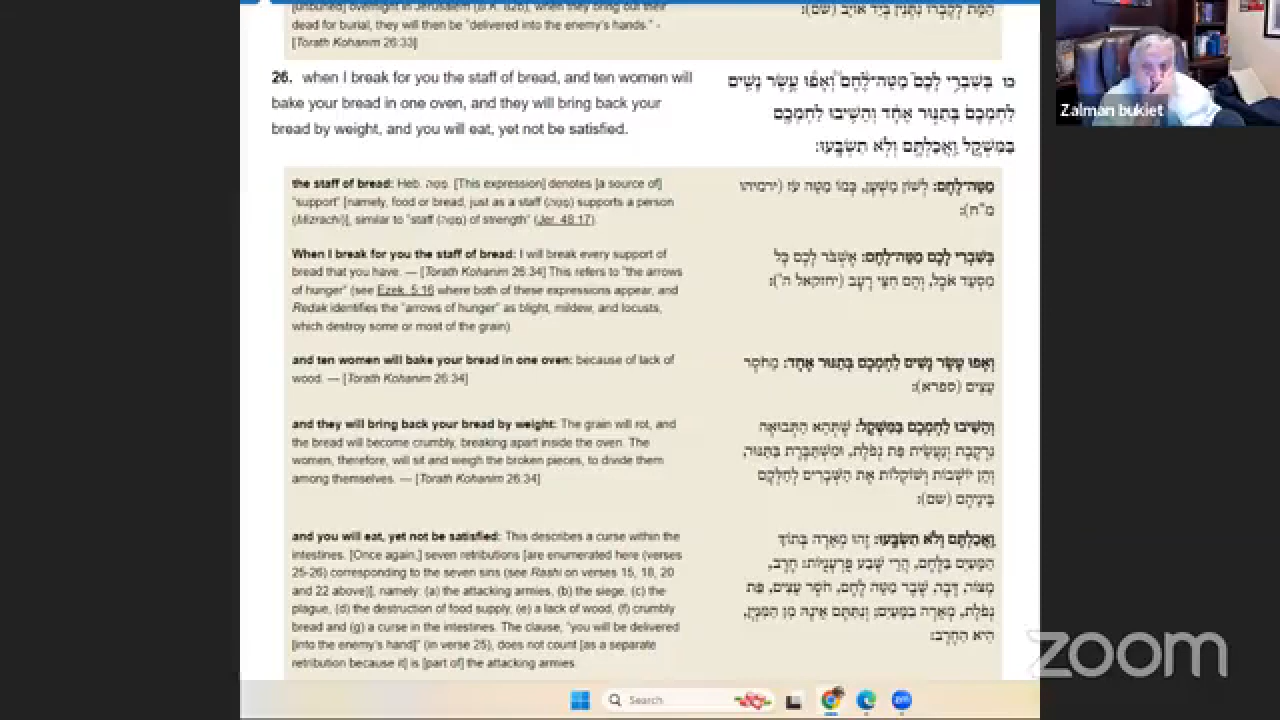 [unburied] overnight in Jerusalem (B.K. 82b), when they bring out their
dead for burial, they will then be "delivered into the enemy's hands." -
[Torath Kohanim 26:33]
הַמֵּת לְקָבְרוֹ נִתָּנִין בְּיַד אוֹיֵב (שם):
26. when I break for you the staff of bread, and ten women will
bake your bread in one oven, and they will bring back your
bread by weight, and you will eat, yet not be satisfied.
כו בְּשִׁבְרִ֣י לָכֶם֘ מַטֵּה־לֶ֒חֶם֒ וְאָפ֠וּ עֶ֣שֶׂר נָשִׁ֤ים
לַחְמְכֶם֙ בְּתַנּ֣וּר אֶחָ֔ד וְהֵשִׁ֥יבוּ לַחְמְכֶ֖ם
בַּמִּשְׁקָ֑ל וַֽאֲכַלְתֶּ֖ם וְלֹ֥א תִשְׂבָּֽעוּ:
the staff of bread: Heb. מַטֵּה. [This expression] denotes [a source of]
"support" [namely, food or bread, just as a staff (מַטֶּה) supports a person
(Mizrachi)], similar to "staff (מַטֵּה) of strength" (Jer. 48:17).
מַטֵּה־לֶחֶם: לְשׁוֹן מִשְׁעָן, כְּמוֹ מַטֵּה עֹז (ירמיהו
מ"ח):
When I break for you the staff of bread: I will break every support of
bread that you have. — [Torath Kohanim 26:34] This refers to "the arrows
of hunger" (see Ezek. 5:16 where both of these expressions appear, and
Redak identifies the "arrows of hunger" as blight, mildew, and locusts,
which destroy some or most of the grain)
בְּשִׁבְרִי לָכֶם מַטֵּה־לֶחֶם: אֶשְׁבֹּר לָכֶם כָּל
מִסְעַד אֹכֶל, וְהֵם חִצֵּי רָעָב (יחזקאל ה'):
and ten women will bake your bread in one oven: because of lack of
wood. — [Torath Kohanim 26:34]
וְאָפוּ עֶשֶׂר נָשִׁים לַחְמְכֶם בְּתַנּוּר אֶחָד: מֵחֹסֶר
עֵצִים (ספרא):
and they will bring back your bread by weight: The grain will rot, and
the bread will become crumbly, breaking apart inside the oven. The
women, therefore, will sit and weigh the broken pieces, to divide them
among themselves. — [Torath Kohanim 26:34]
וְהֵשִׁיבוּ לַחְמְכֶם בַּמִּשְׁקָל: שֶׁתְּהֵא הַתְּבוּאָה
נִרְקֶבֶת וְנַעֲשֵׂית פַּת נְפֹלֶת, וּמִשְׁתַּבֶּרֶת בַּתַּנּוּר,
וְהֵן יוֹשְׁבוֹת וְשׁוֹקְלוֹת אֶת הַשְּׁבָרִים לְחַלְּקָם
בֵּינֵיהֶם (שם):
and you will eat, yet not be satisfied: This describes a curse within the
intestines. [Once again,] seven retributions [are enumerated here (verses
25-26) corresponding to the seven sins (see Rashi on verses 15, 18, 20
and 22 above)], namely: (a) the attacking armies, (b) the siege, (c) the
plague, (d) the destruction of food supply, (e) a lack of wood, (f) crumbly
bread and (g) a curse in the intestines. The clause, "you will be delivered
[into the enemy's hand]" (in verse 25), does not count [as a separate
retribution because it] is [part of] the attacking armies.
וַאֲכַלְתֶּם וְלֹא תִשְׂבָּעוּ: זֶהוּ מְאֵרָה בְּתוֹךְ
הַמֵּעַיִם בַּלֶּחֶם, הֲרֵי שֶׁבַע פֻּרְעָנֻיּוֹת: חֶרֶב,
מָצוֹר, דֶּבֶר, שֶׁבֶר מַטֵּה לֶחֶם, חֹסֶר עֵצִים, פַּת
נְפֹלֶת, מְאֵרָה בַמֵּעַיִם; וְנִתַּתֶּם אֵינָהּ מִן הַמִּנְיָן,
הִיא הַחֶרֶב:
Zalman bukiet
zoom
Search